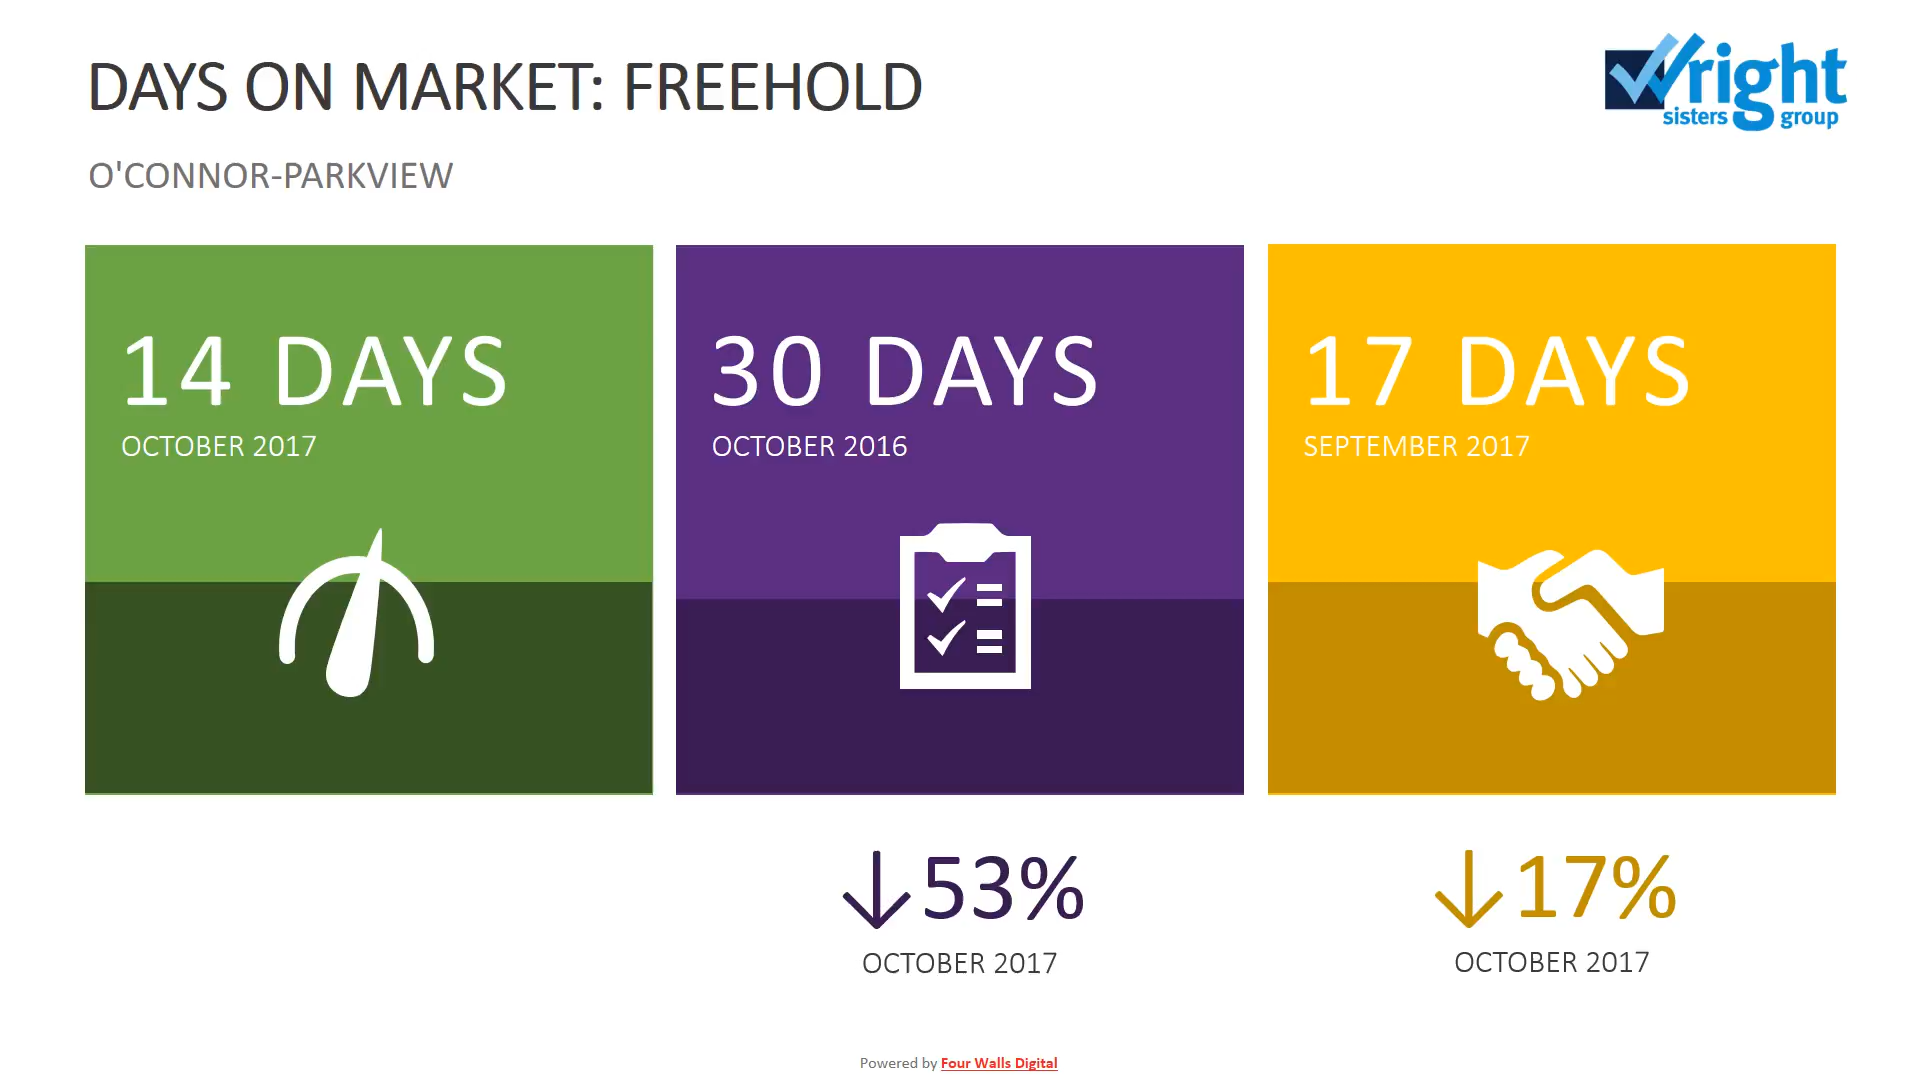 DAYS ON MARKET: FREEHOLD
Wright
sisters group
O'CONNOR-PARKVIEW
14 DAYS
OCTOBER 2017
30 DAYS
OCTOBER 2016
17 DAYS
SEPTEMBER 2017
↓53%
OCTOBER 2017
↓17%
OCTOBER 2017
Powered by Four Walls Digital